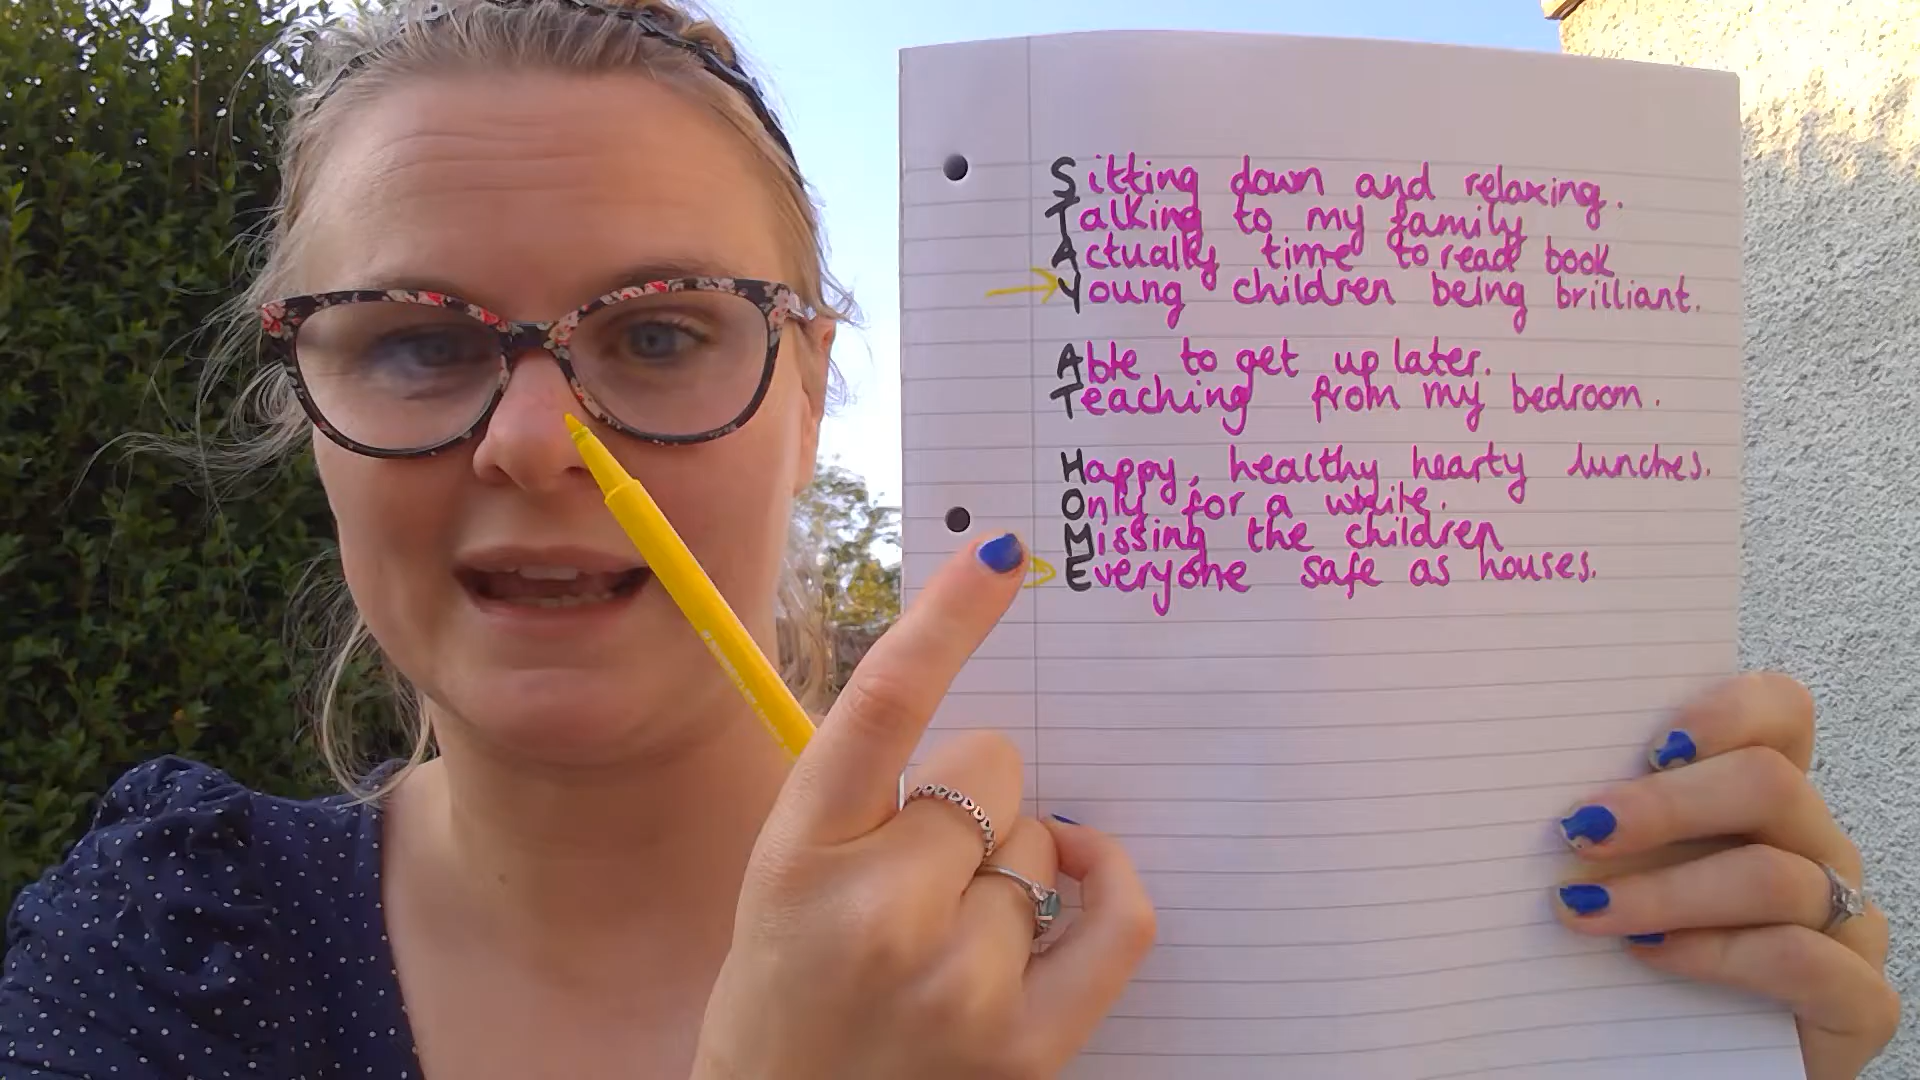 Sitting down and relaxing.
Talking to my family
Actually time to read book
Young children being brilliant.
Able to get up later.
Teaching from my bedroom.
Happy, healthy hearty lunches.
Only for a while.
Missing the children
Everyone safe as houses.